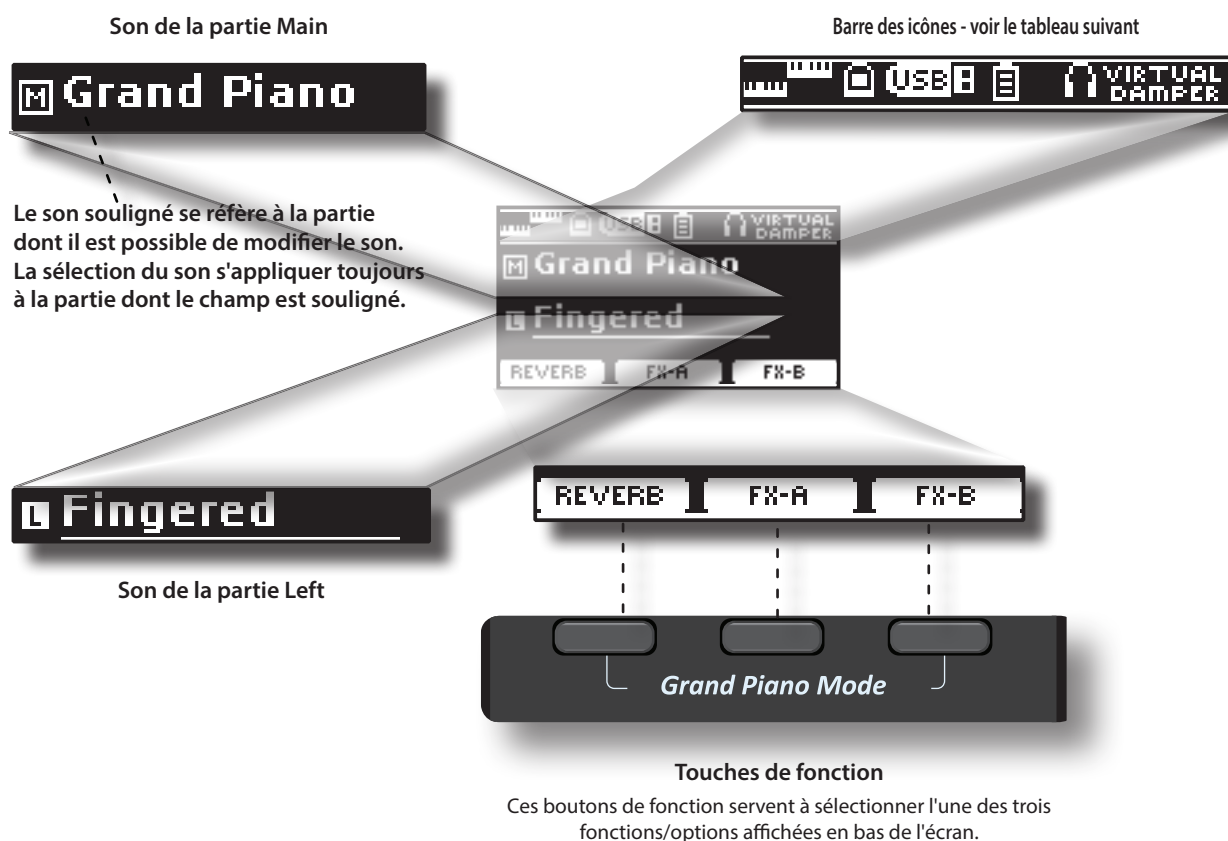 Son de la partie Main
Barre des icônes - voir le tableau suivant
M Grand Piano
USB VIRTUAL
DAMPER
Le son souligné se réfère à la partie
dont il est possible de modifier le son.
La sélection du son s'appliquer toujours
à la partie dont le champ est souligné.
USB VIRTUAL
DAMPER
M Grand Piano
L Fingered
REVERB FX-A FX-B
L Fingered
REVERB FX-A FX-B
Son de la partie Left
Grand Piano Mode
Touches de fonction
Ces boutons de fonction servent à sélectionner l'une des trois
fonctions/options affichées en bas de l'écran.